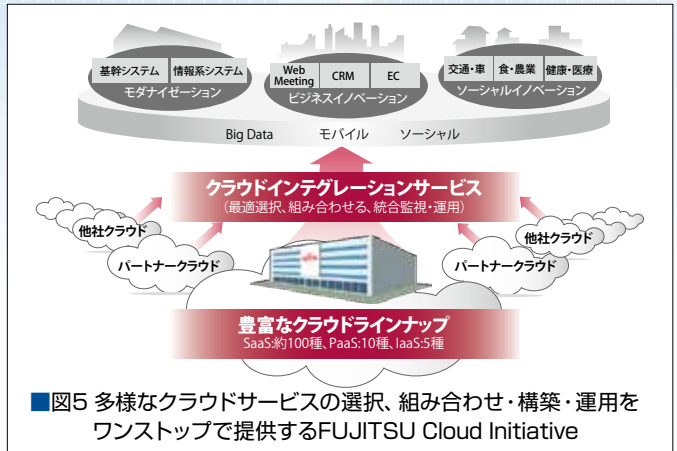 基幹システム 情報系システム
モダナイゼーション
Web Meeting CRM EC
ビジネスイノベーション
交通・車 食・農業 健康・医療
ソーシャルイノベーション
Big Data モバイル ソーシャル
クラウドインテグレーションサービス
(最適選択、組み合わせる、統合監視・運用)
他社クラウド
パートナークラウド
他社クラウド
パートナークラウド
豊富なクラウドラインナップ
SaaS:約100種、PaaS:10種、IaaS:5種
■図5 多様なクラウドサービスの選択、組み合わせ・構築・運用を
ワンストップで提供するFUJITSU Cloud Initiative